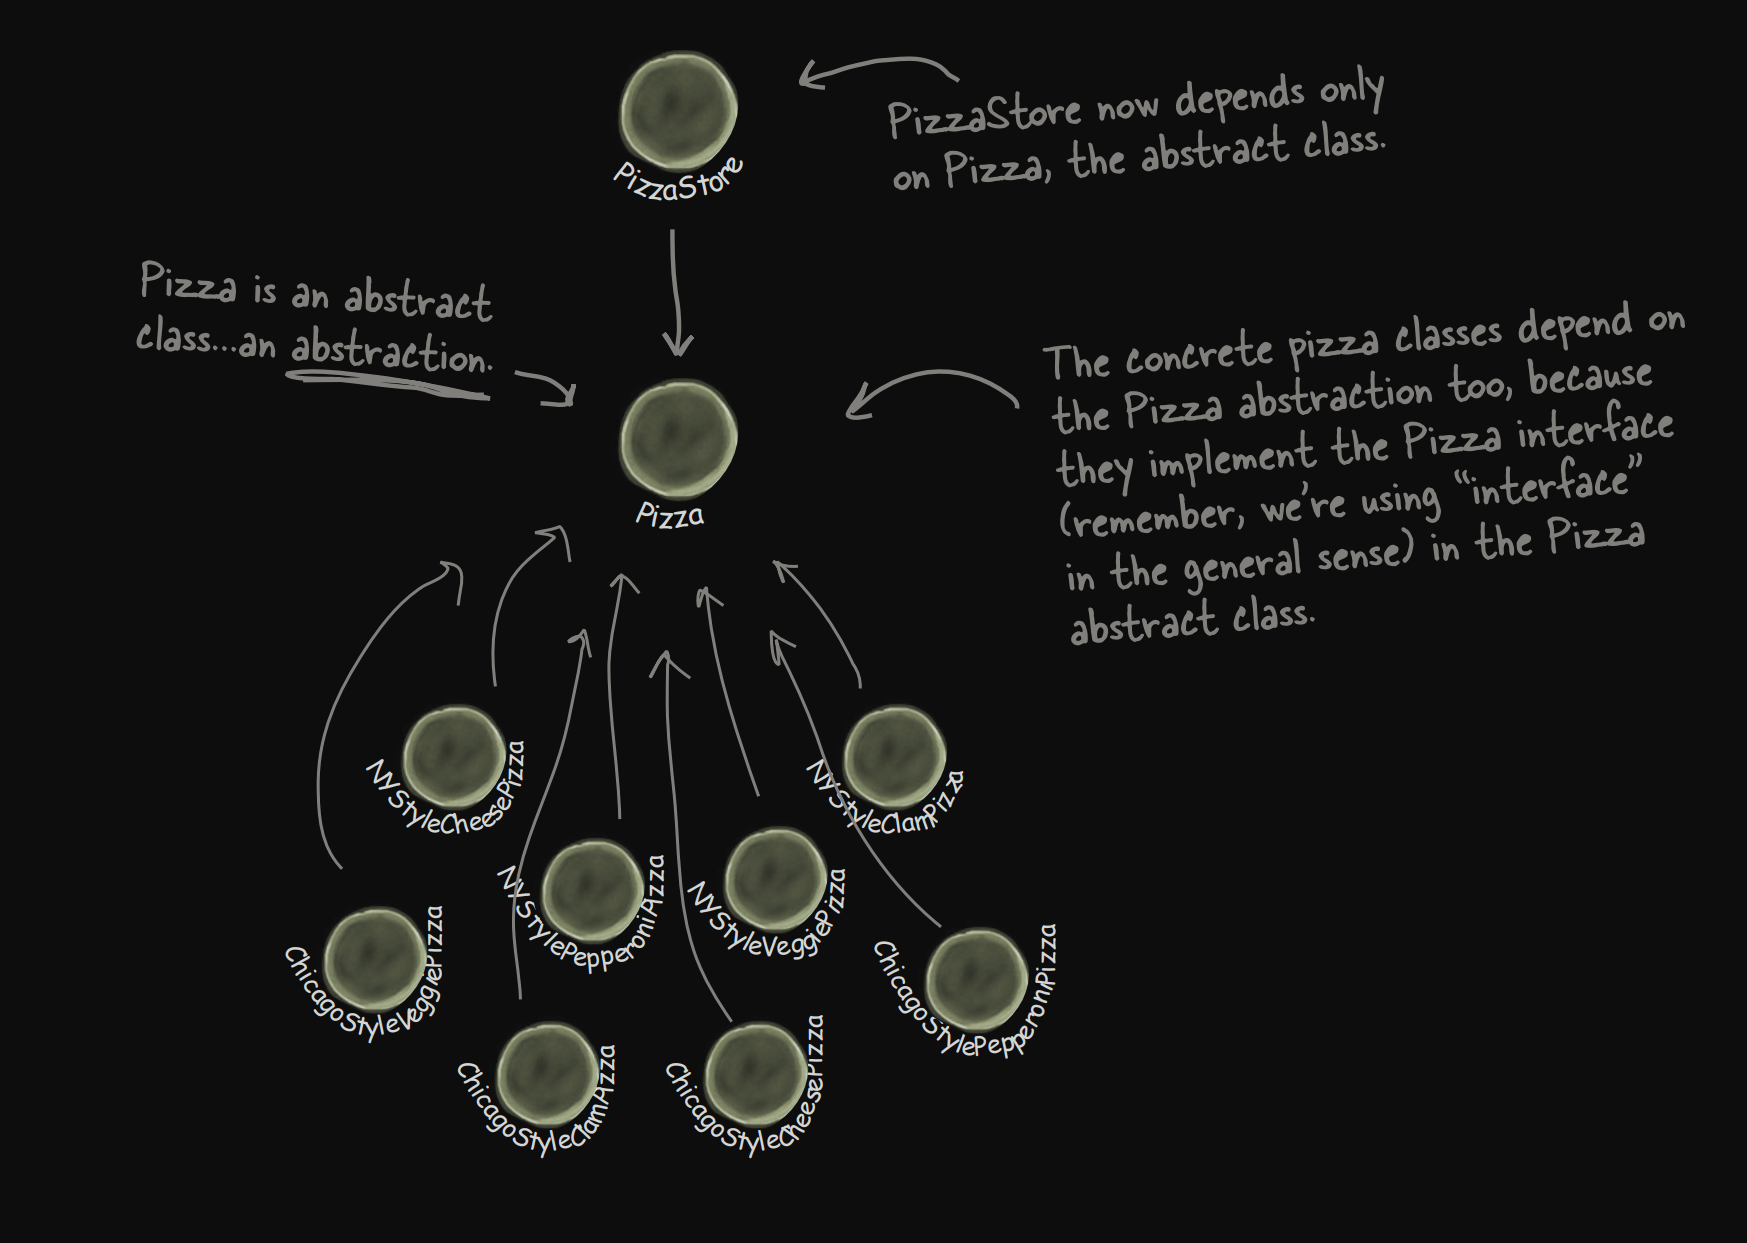 PizzaStore
PizzaStore now depends only
on Pizza, the abstract class.
Pizza is an abstract
class...an abstraction.
Pizza
The concrete pizza classes depend on
the Pizza abstraction too, because
they implement the Pizza interface
(remember, we're using “interface”
in the general sense) in the Pizza
abstract class.
NyStyleCheesePizza
NyStyleClamPizza
NyStylePepperoniPizza
NyStyleVeggiePizza
ChicagoStyleVeggiePizza
ChicagoStylePepperoniPizza
ChicagoStyleClamPizza
ChicagoStyleCheesePizza